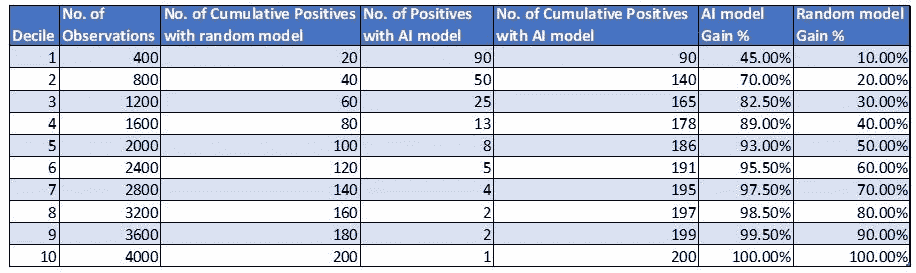 Decile No. of Observations No. of Cumulative Positives with random model No. of Positives with AI model No. of Cumulative Positives with AI model AI model Gain % Random model Gain %
1 400 20 90 90 45.00% 10.00%
2 800 40 50 140 70.00% 20.00%
3 1200 60 25 165 82.50% 30.00%
4 1600 80 13 178 89.00% 40.00%
5 2000 100 8 186 93.00% 50.00%
6 2400 120 5 191 95.50% 60.00%
7 2800 140 4 195 97.50% 70.00%
8 3200 160 2 197 98.50% 80.00%
9 3600 180 2 199 99.50% 90.00%
10 4000 200 1 200 100.00% 100.00%